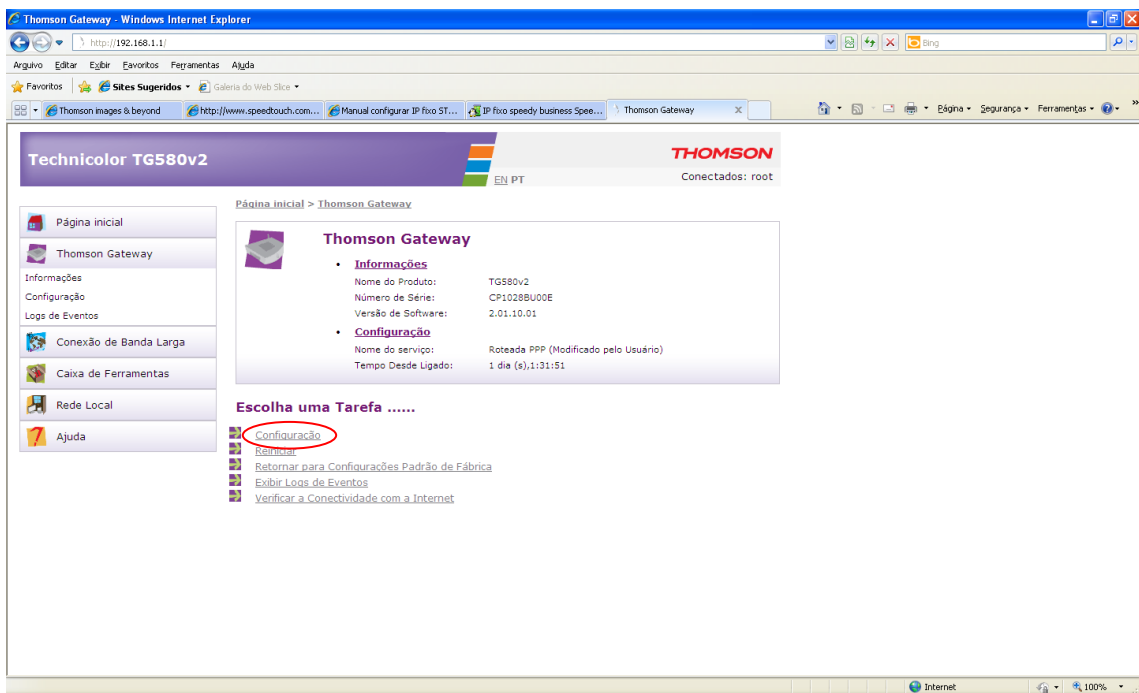 Thomson Gateway - Windows Internet Explorer
http://192.168.1.1/
Bing
Arquivo Editar Exibir Favoritos Ferramentas Ajuda
Favoritos Sites Sugeridos Galeria do Web Slice
Thomson images & beyond http://www.speedtouch.com... Manual configurar IP fixo ST... IP fixo speedy business Spee... Thomson Gateway X Página Segurança Ferramentas »
Technicolor TG580v2
THOMSON
EN PT
Conectados: root
Página inicial > Thomson Gateway
Página inicial
Thomson Gateway
Informações
Configuração
Logs de Eventos
Conexão de Banda Larga
Caixa de Ferramentas
Rede Local
Ajuda
Thomson Gateway
• Informações
Nome do Produto: TG580v2
Número de Série: CP1028BU00E
Versão de Software: 2.01.10.01
• Configuração
Nome do serviço: Roteada PPP (Modificado pelo Usuário)
Tempo Desde Ligado: 1 dia (s),1:31:51
Escolha uma Tarefa ......
Configuração
Reiniciar
Retornar para Configurações Padrão de Fábrica
Exibir Logs de Eventos
Verificar a Conectividade com a Internet
Internet 100%